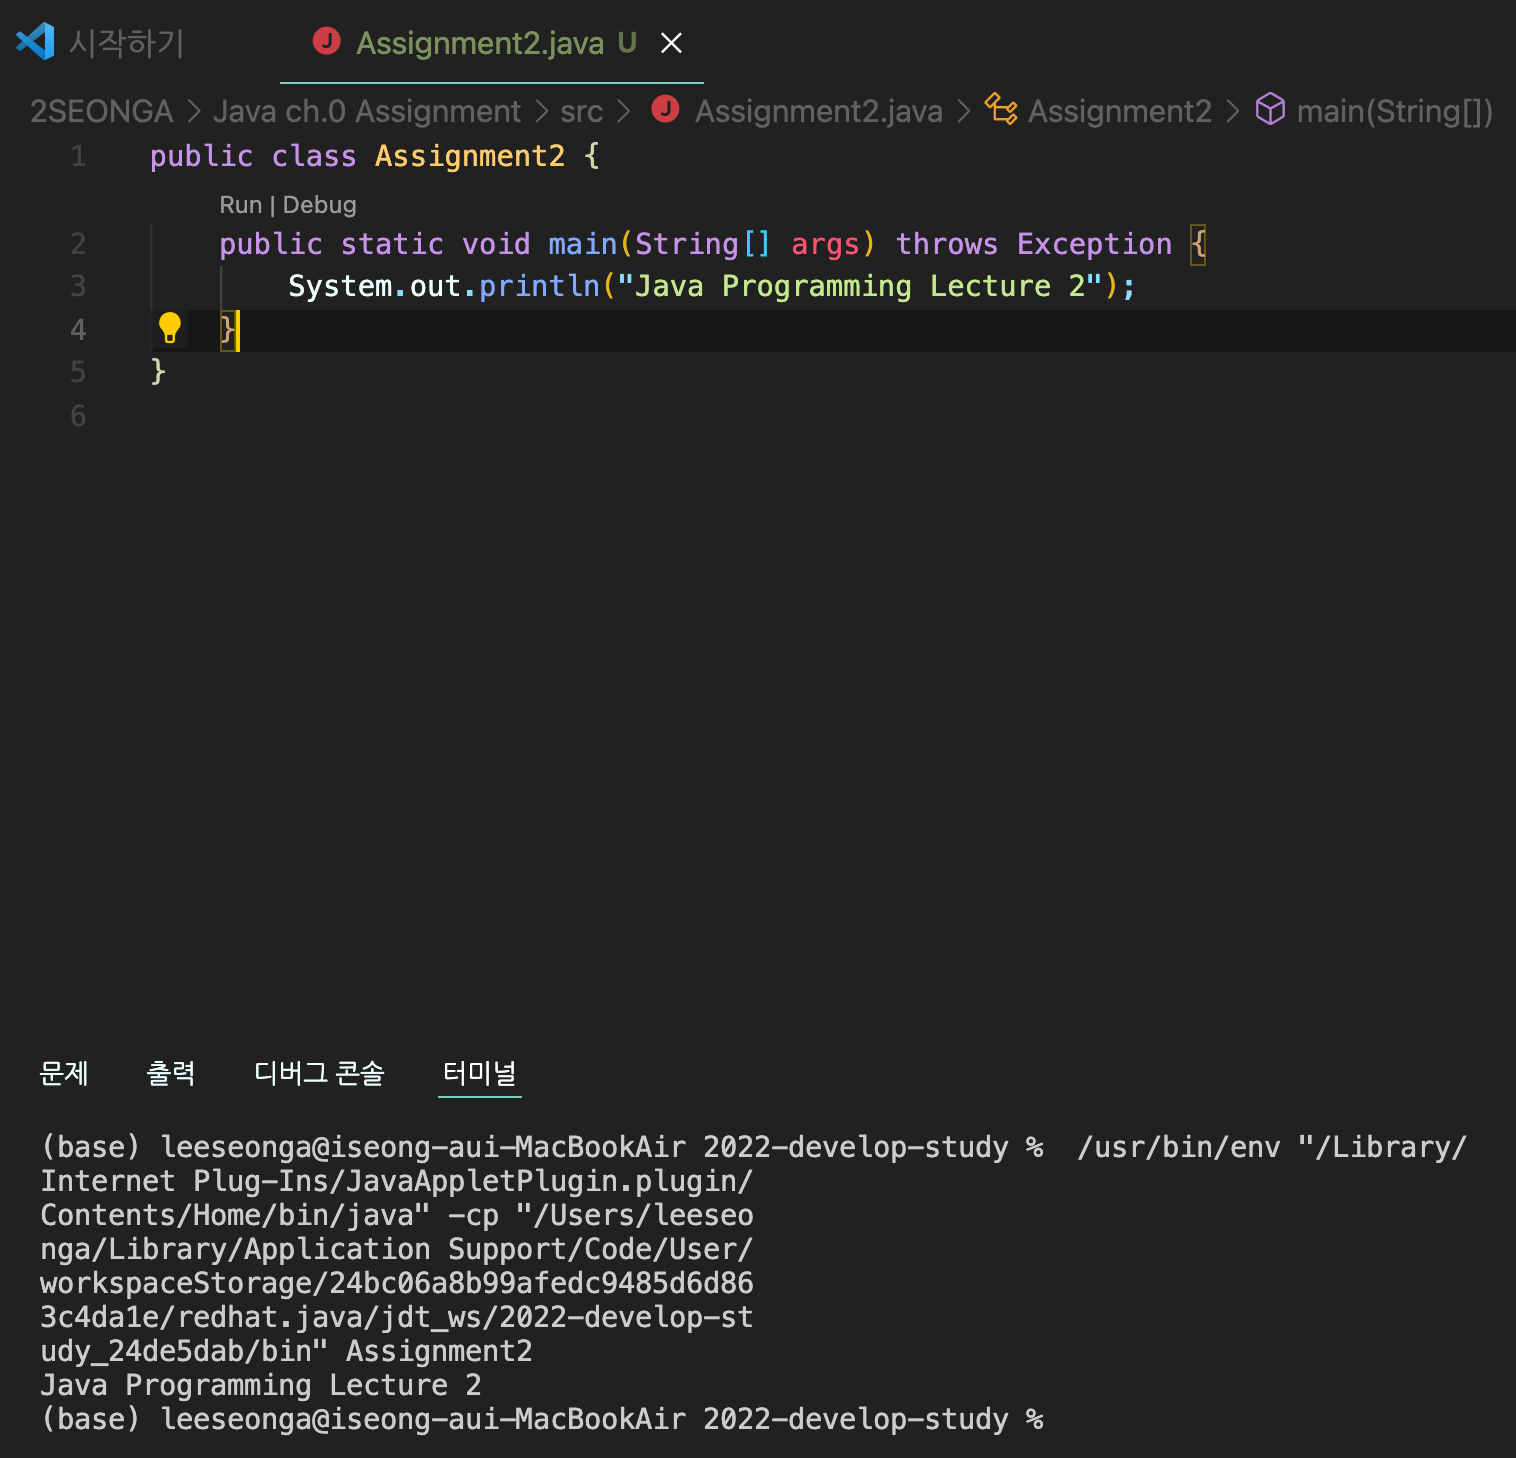 시작하기 Assignment2.java U
2SEONGA > Java ch.0 Assignment > src > Assignment2.java > Assignment2 > main(String[])
1 public class Assignment2 {
Run | Debug
2 public static void main(String[] args) throws Exception {
3 System.out.println("Java Programming Lecture 2");
4 }
5 }
6
문제 출력 디버그 콘솔 터미널
(base) leeseonga@iseong-aui-MacBookAir 2022-develop-study %  /usr/bin/env "/Library/
Internet Plug-Ins/JavaAppletPlugin.plugin/
Contents/Home/bin/java" -cp "/Users/leeseo
nga/Library/Application Support/Code/User/
workspaceStorage/24bc06a8b99afedc9485d6d86
3c4da1e/redhat.java/jdt_ws/2022-develop-st
udy_24de5dab/bin" Assignment2
Java Programming Lecture 2
(base) leeseonga@iseong-aui-MacBookAir 2022-develop-study %